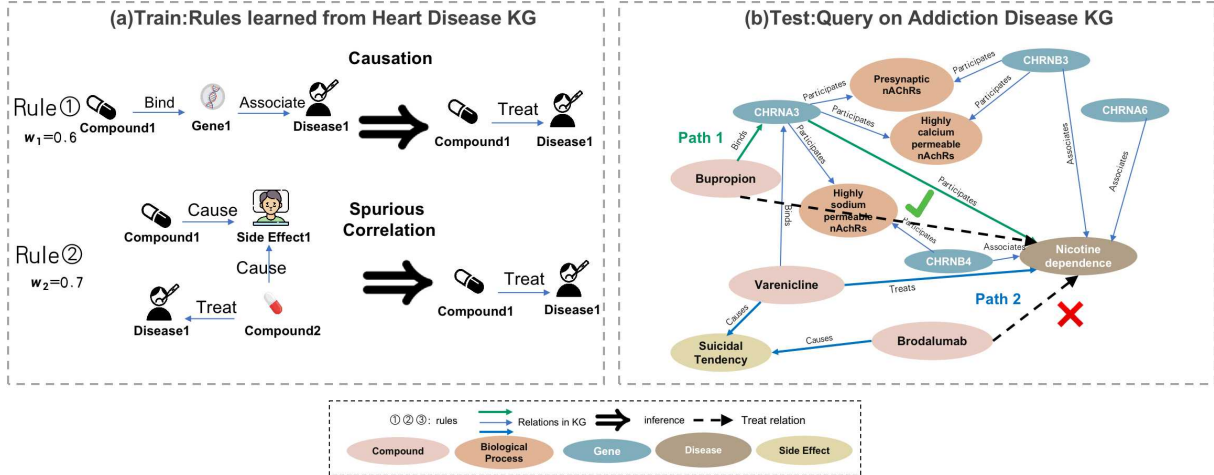 (a)Train:Rules learned from Heart Disease KG
Causation
Rule①
w₁=0.6
Bind
Associate
Compound1
Gene1
Disease1
Treat
Compound1
Disease1
Rule②
w₂=0.7
Cause
Compound1
Side Effect1
Cause
Treat
Disease1
Compound2
Spurious
Correlation
Treat
Compound1
Disease1
(b)Test:Query on Addiction Disease KG
CHRNB3
Participates
Participates
Presynaptic
nAChRs
Participates
CHRNA3
Participates
Highly
calcium
permeable
nAChRs
CHRNA6
Path 1
Binds
Participates
Associates
Associates
Bupropion
Participates
Highly
sodium
permeable
nAChRs
Binds
Participates
CHRNB4
Associates
Nicotine
dependence
Varenicline
Treats
Path 2
Causes
Suicidal
Tendency
Causes
Brodalumab
①②③: rules
Relations in KG
inference
Treat relation
Compound
Biological
Process
Gene
Disease
Side Effect